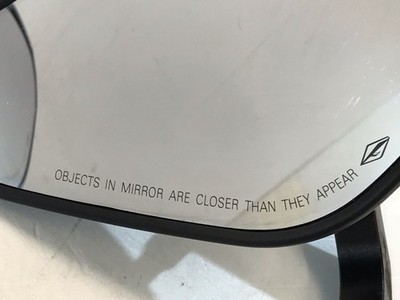 OBJECTS IN MIRROR ARE CLOSER THAN THEY APPEAR